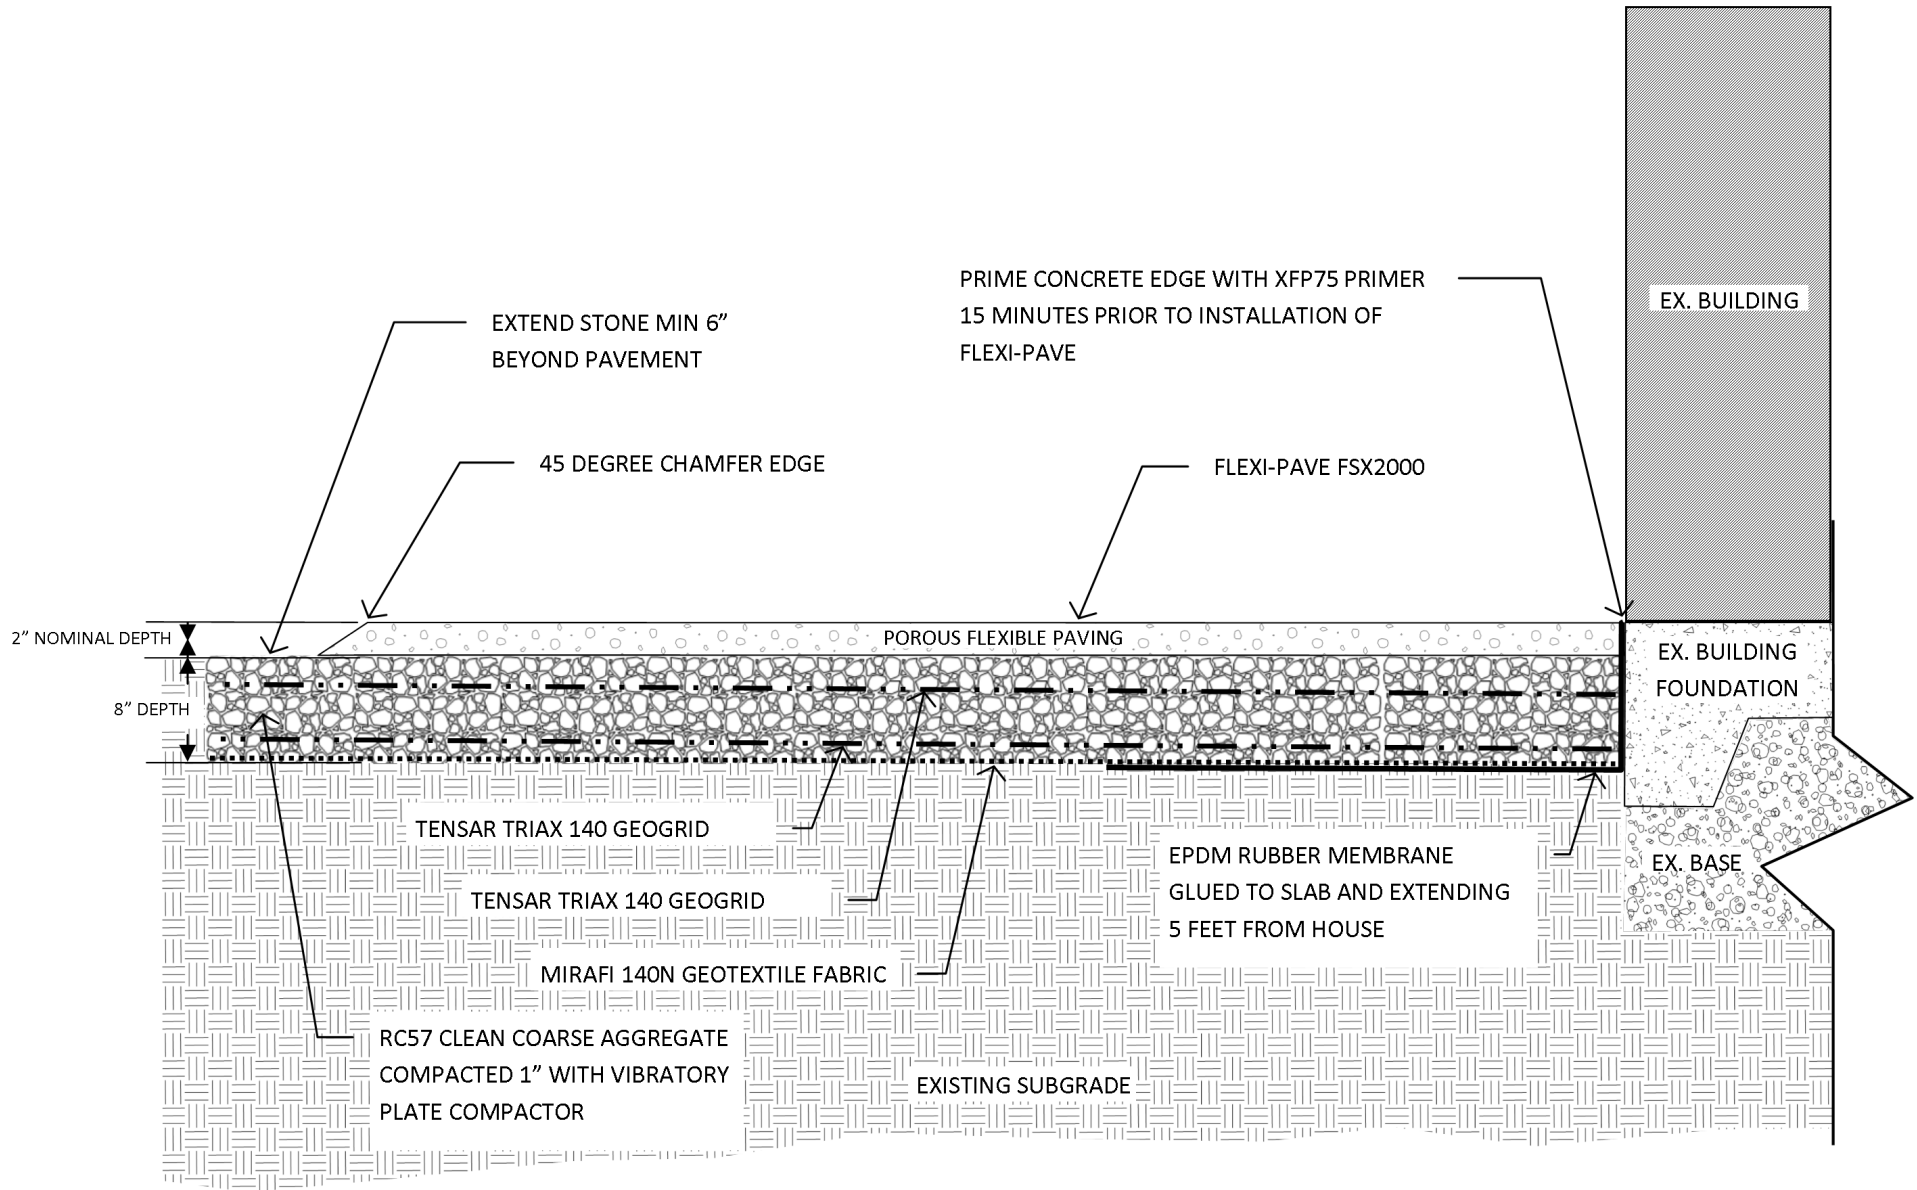 PRIME CONCRETE EDGE WITH XFP75 PRIMER
15 MINUTES PRIOR TO INSTALLATION OF
FLEXI-PAVE
EX. BUILDING
EXTEND STONE MIN 6”
BEYOND PAVEMENT
45 DEGREE CHAMFER EDGE
FLEXI-PAVE FSX2000
2” NOMINAL DEPTH
POROUS FLEXIBLE PAVING
EX. BUILDING
FOUNDATION
8” DEPTH
TENSAR TRIAX 140 GEOGRID
EPDM RUBBER MEMBRANE
GLUED TO SLAB AND EXTENDING
5 FEET FROM HOUSE
EX. BASE
TENSAR TRIAX 140 GEOGRID
MIRAFI 140N GEOTEXTILE FABRIC
RC57 CLEAN COARSE AGGREGATE
COMPACTED 1” WITH VIBRATORY
PLATE COMPACTOR
EXISTING SUBGRADE